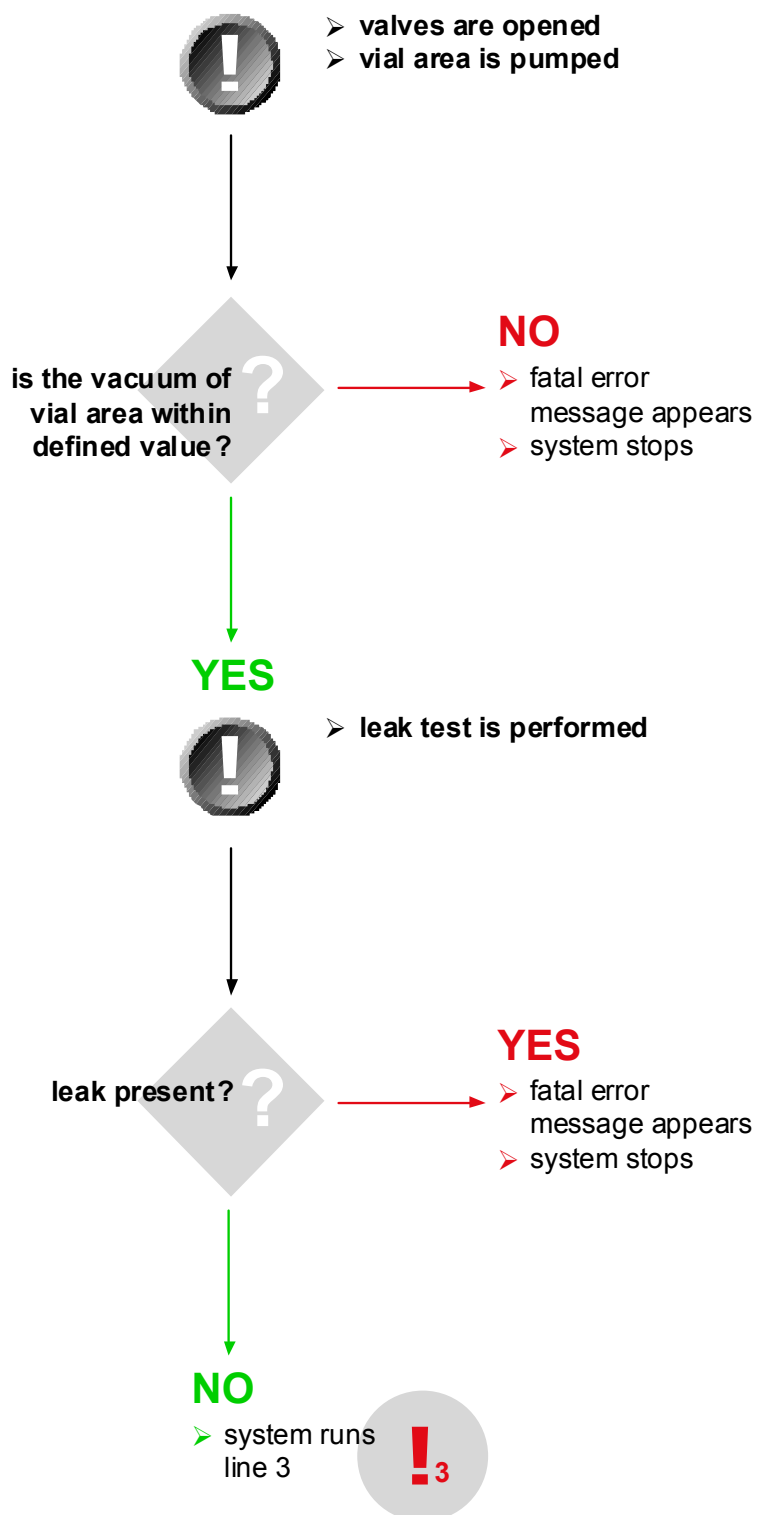 !
➢ valves are opened
➢ vial area is pumped
is the vacuum of
vial area within
defined value?
?
NO
➢ fatal error
message appears
➢ system stops
YES
!
➢ leak test is performed
leak present?
?
YES
➢ fatal error
message appears
➢ system stops
NO
➢ system runs
line 3
!3